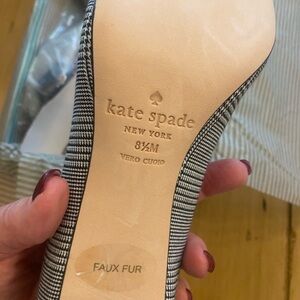 kate spade
NEW YORK
8½M
VERO CUOIO
FAUX FUR